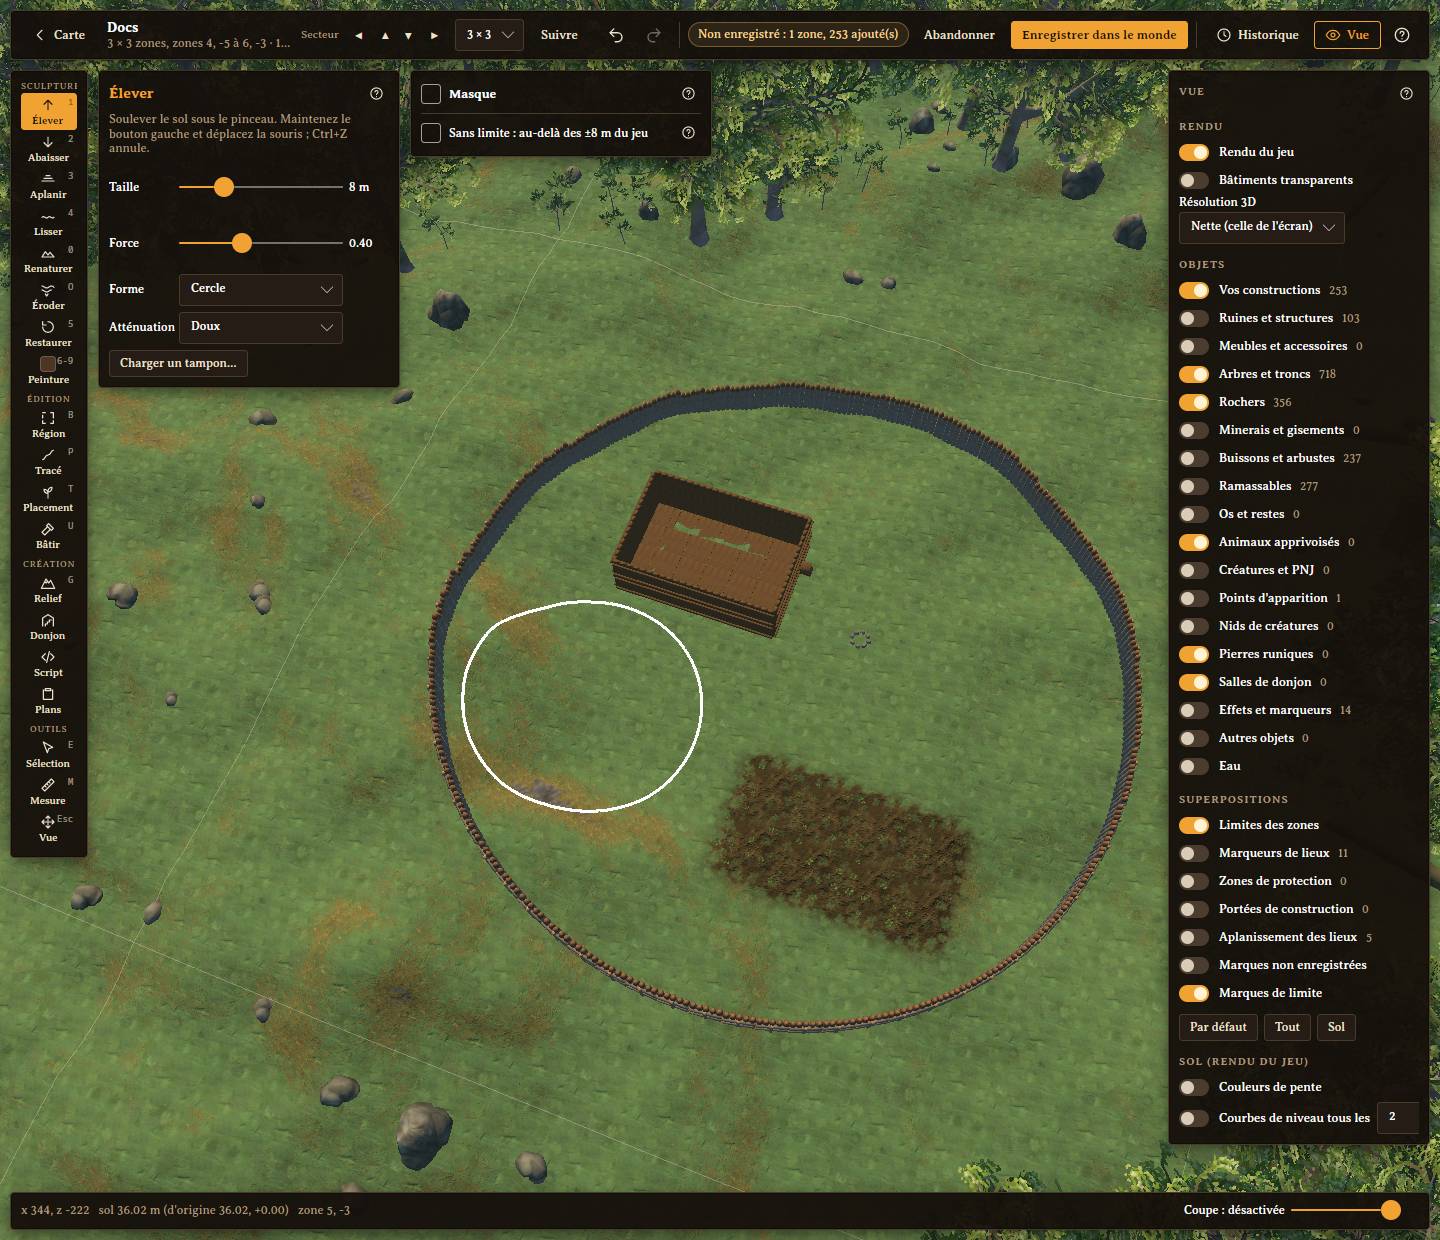 Carte
Docs
3 × 3 zones, zones 4, -5 à 6, -3 · 1...
Secteur
3 × 3
Suivre
Non enregistré : 1 zone, 253 ajouté(s)
Abandonner
Enregistrer dans le monde
Historique
Vue
SCULPTURE
1
Élever
2
Abaisser
3
Aplanir
4
Lisser
0
Renaturer
O
Éroder
5
Restaurer
6-9
Peinture
ÉDITION
B
Région
P
Tracé
T
Placement
U
Bâtir
CRÉATION
G
Relief
Donjon
Script
Plans
OUTILS
E
Sélection
M
Mesure
Esc
Vue
Élever
Soulever le sol sous le pinceau. Maintenez le
bouton gauche et déplacez la souris ; Ctrl+Z
annule.
Taille
8 m
Force
0.40
Forme
Cercle
Atténuation
Doux
Charger un tampon...
Masque
Sans limite : au-delà des ±8 m du jeu
VUE
RENDU
Rendu du jeu
Bâtiments transparents
Résolution 3D
Nette (celle de l'écran)
OBJETS
Vos constructions 253
Ruines et structures 103
Meubles et accessoires 0
Arbres et troncs 718
Rochers 356
Minerais et gisements 0
Buissons et arbustes 237
Ramassables 277
Os et restes 0
Animaux apprivoisés 0
Créatures et PNJ 0
Points d'apparition 1
Nids de créatures 0
Pierres runiques 0
Salles de donjon 0
Effets et marqueurs 14
Autres objets 0
Eau
SUPERPOSITIONS
Limites des zones
Marqueurs de lieux 11
Zones de protection 0
Portées de construction 0
Aplanissement des lieux 5
Marques non enregistrées
Marques de limite
Par défaut
Tout
Sol
SOL (RENDU DU JEU)
Couleurs de pente
Courbes de niveau tous les
2
x 344, z -222 sol 36.02 m (d'origine 36.02, +0.00) zone 5, -3
Coupe : désactivée